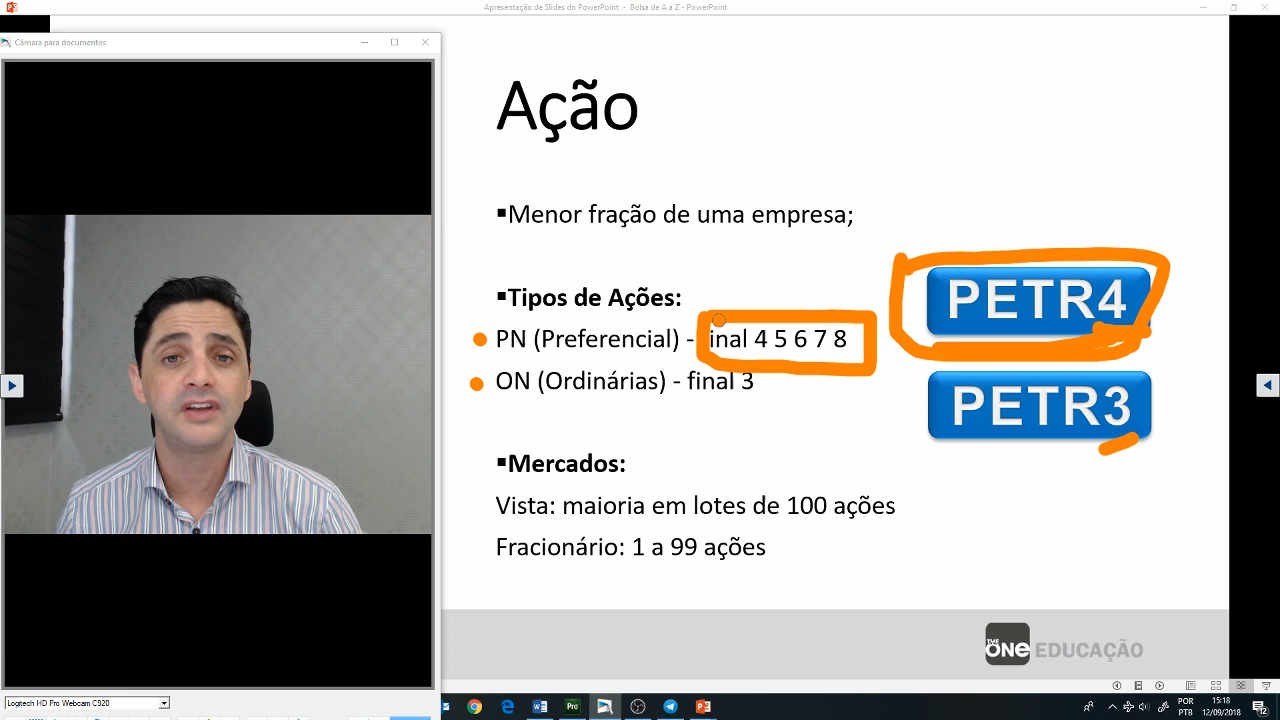 Apresentação de Slides do PowerPoint - Bolsa de A a Z - PowerPoint
Câmara para documentos
Ação
▪Menor fração de uma empresa;
▪Tipos de Ações:
PN (Preferencial) - final 4 5 6 7 8
ON (Ordinárias) - final 3
PETR4
PETR3
▪Mercados:
Vista: maioria em lotes de 100 ações
Fracionário: 1 a 99 ações
THE ONE EDUCAÇÃO
Logitech HD Pro Webcam C920
Pro
POR
PTB
15:18
12/09/2018
2